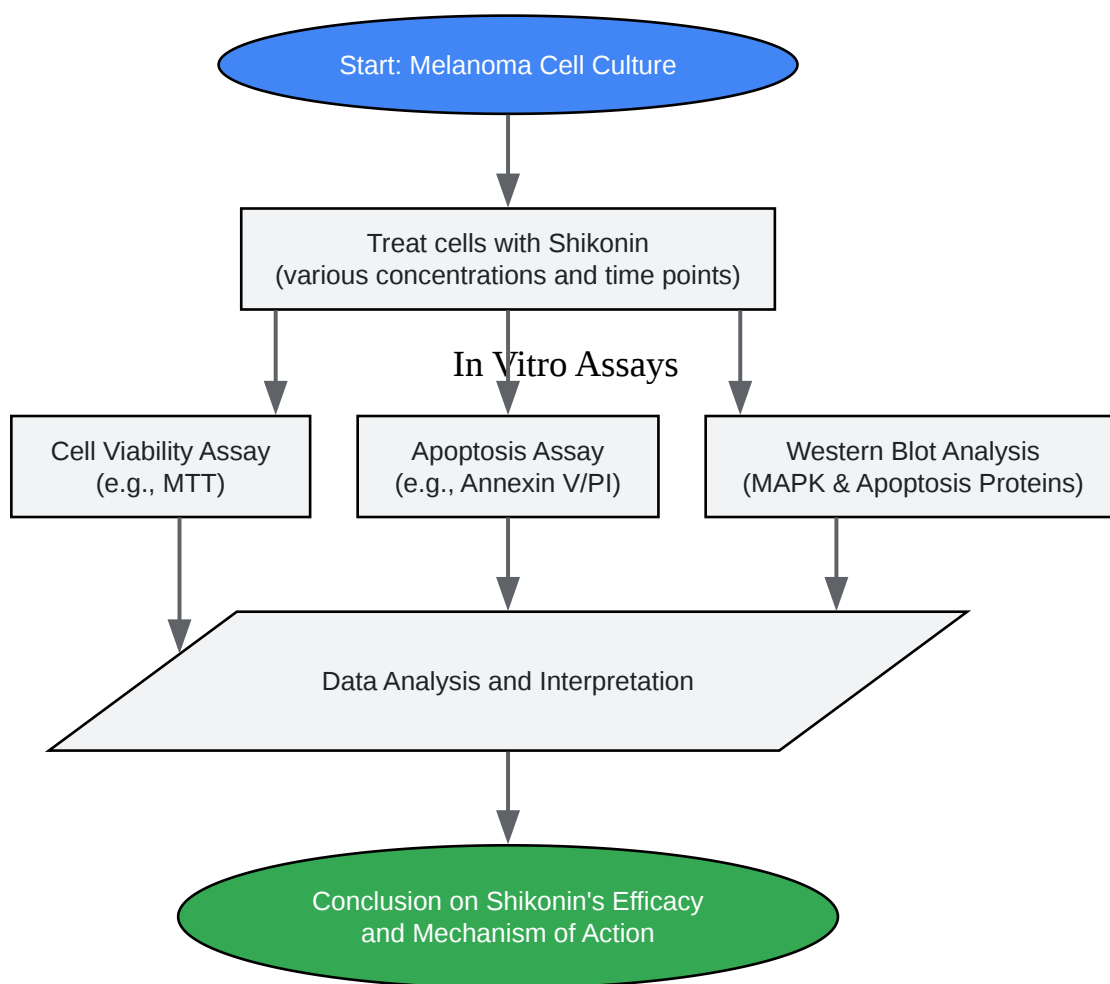 Start: Melanoma Cell Culture
Treat cells with Shikonin
(various concentrations and time points)
In Vitro Assays
Cell Viability Assay
(e.g., MTT)
Apoptosis Assay
(e.g., Annexin V/PI)
Western Blot Analysis
(MAPK & Apoptosis Proteins)
Data Analysis and Interpretation
Conclusion on Shikonin's Efficacy
and Mechanism of Action